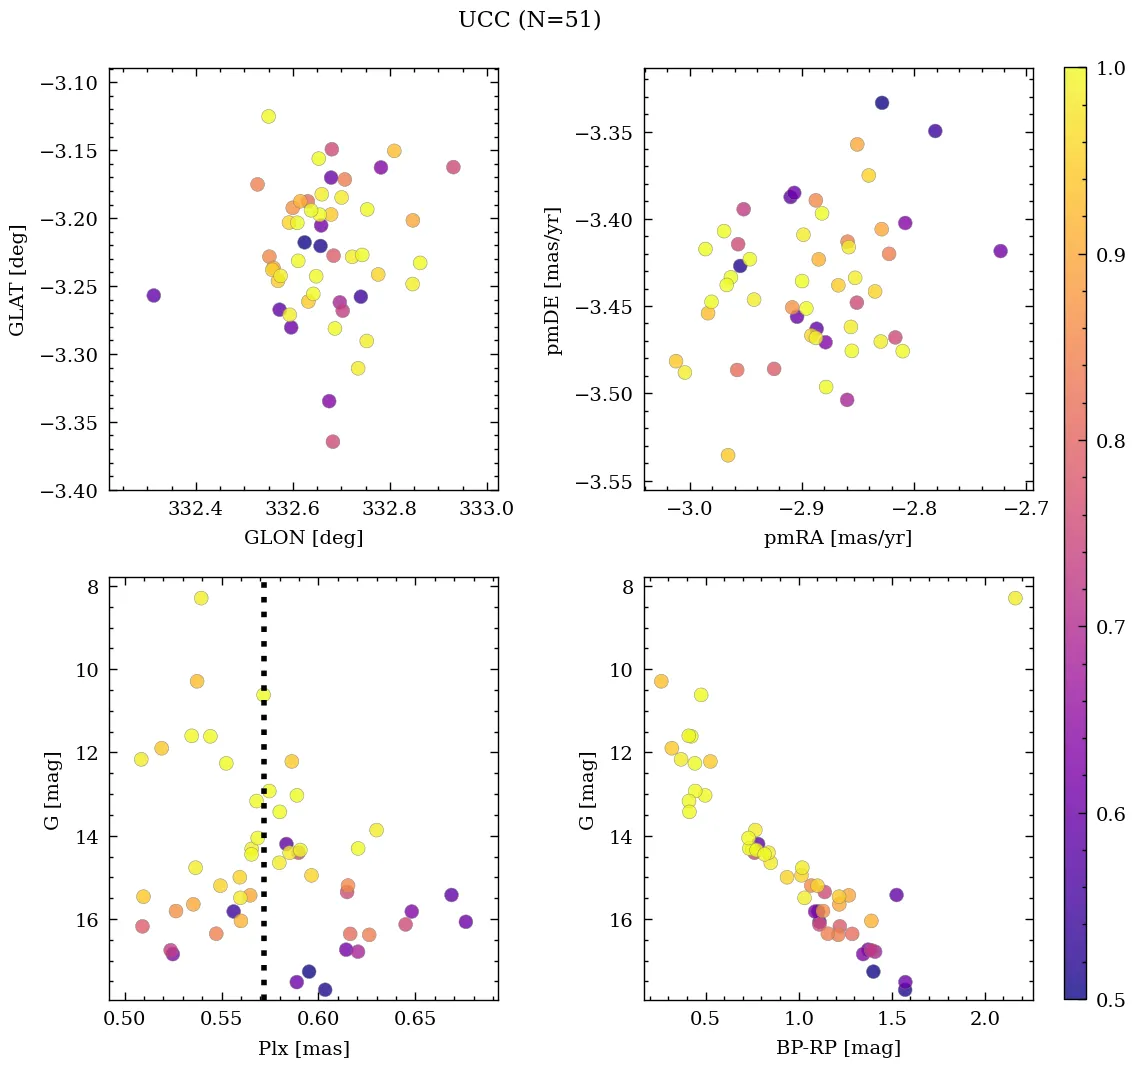 UCC (N=51)
−3.10
−3.15
−3.20
−3.25
−3.30
−3.35
−3.40
GLAT [deg]
332.4 332.6 332.8 333.0
GLON [deg]
−3.35
−3.40
−3.45
−3.50
−3.55
pmDE [mas/yr]
−3.0 −2.9 −2.8 −2.7
pmRA [mas/yr]
1.0
0.9
0.8
0.7
0.6
0.5
8
10
12
14
16
G [mag]
0.50 0.55 0.60 0.65
Plx [mas]
8
10
12
14
16
G [mag]
0.5 1.0 1.5 2.0
BP-RP [mag]